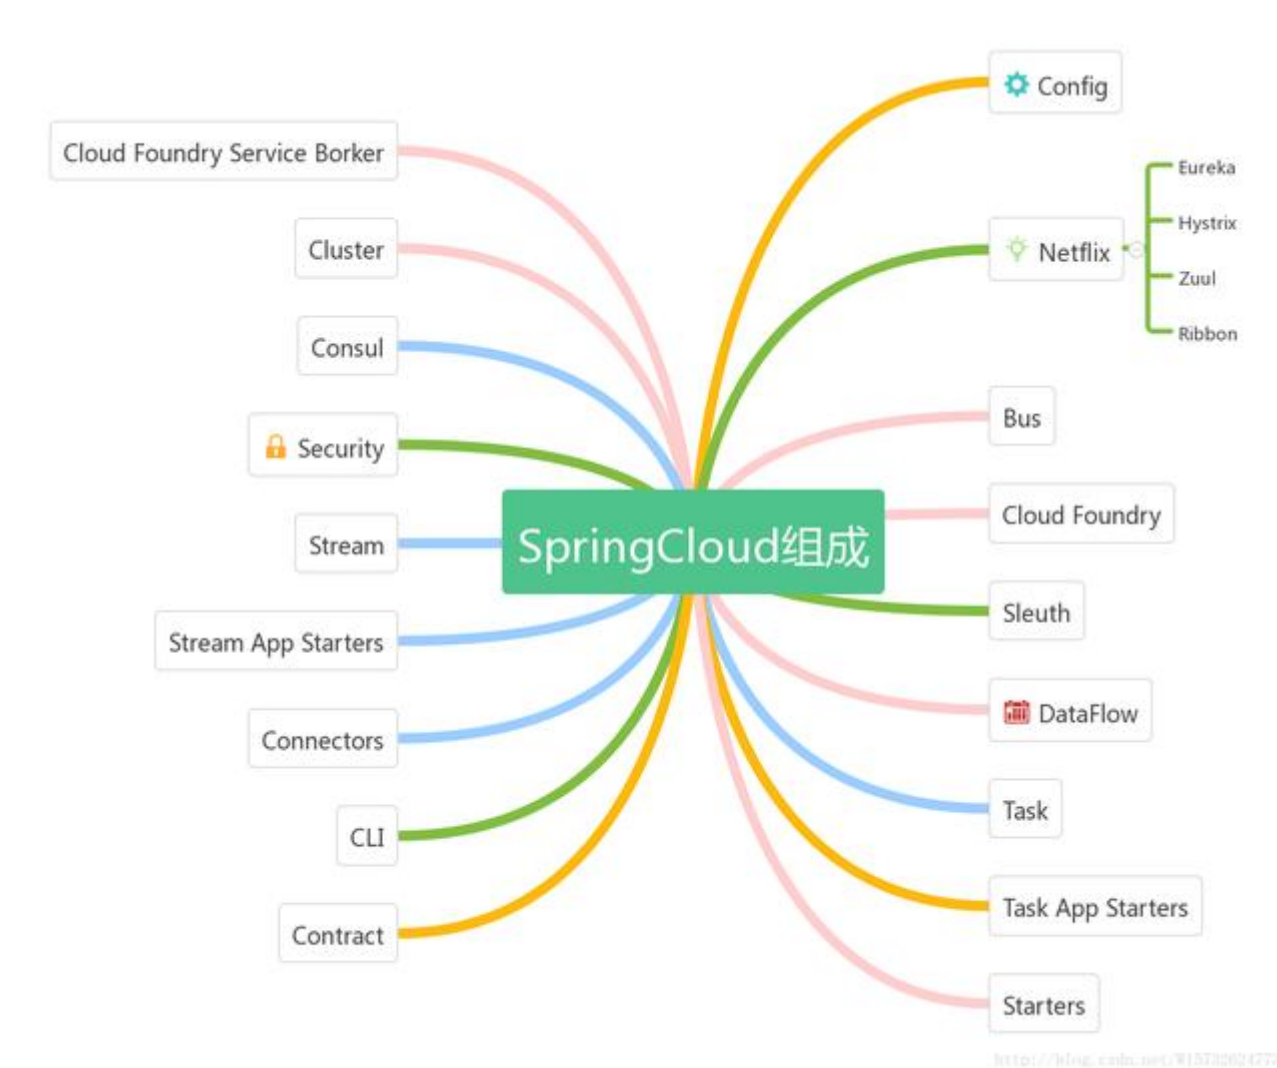 Config
Cloud Foundry Service Borker
Eureka
Hystrix
Cluster
Netflix
Zuul
Ribbon
Consul
Bus
Security
Cloud Foundry
Stream
SpringCloud组成
Sleuth
Stream App Starters
DataFlow
Connectors
Task
CLI
Task App Starters
Contract
Starters